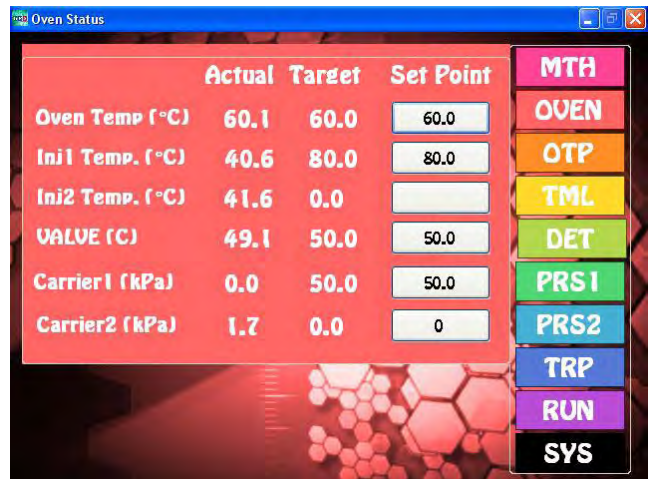 Oven Status
Actual Target Set Point
Oven Temp (°C) 60.1 60.0 60.0
Inj1 Temp. (°C) 40.6 80.0 80.0
Inj2 Temp. (°C) 41.6 0.0
VALVE (C) 49.1 50.0 50.0
Carrier1 (kPa) 0.0 50.0 50.0
Carrier2 (kPa) 1.7 0.0 0
MTH
OVEN
OTP
TML
DET
PRS1
PRS2
TRP
RUN
SYS